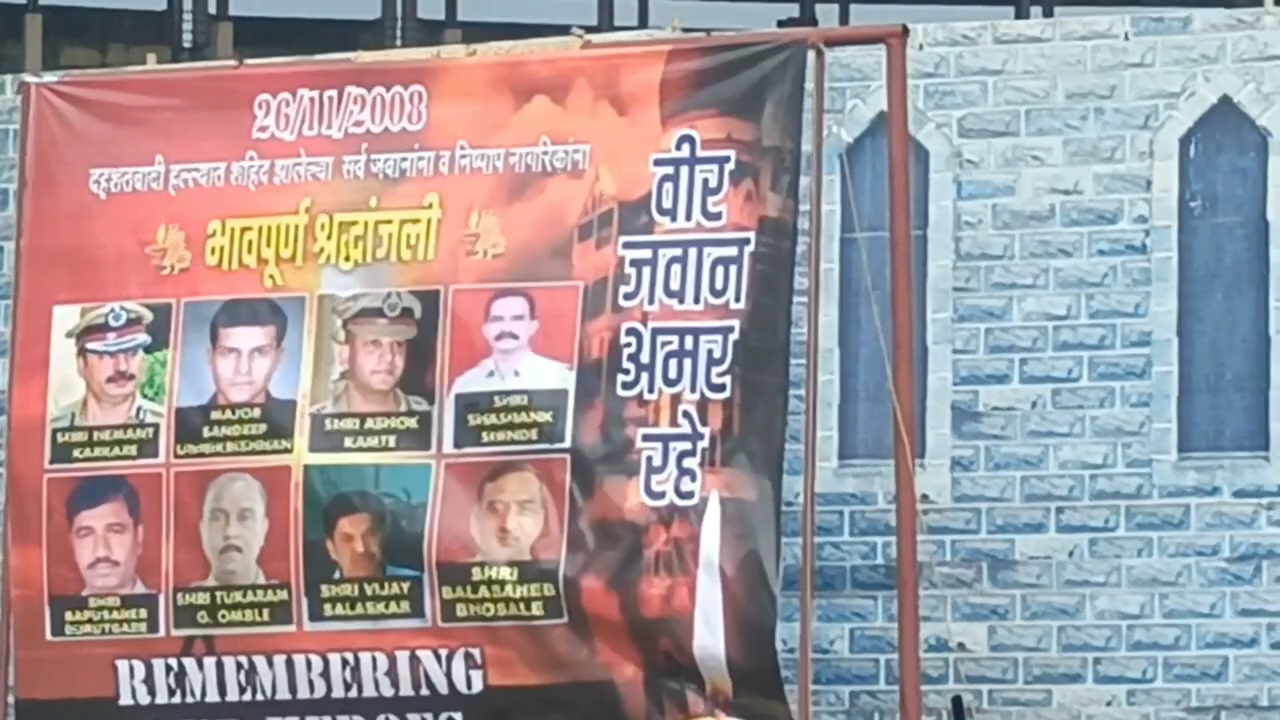 26/11/2008
दहशतवादी हल्ल्यात शहिद झालेल्या सर्व जवानांना व निष्पाप नागरिकांना
भावपूर्ण श्रद्धांजली
वीर
जवान
अमर
रहे
SHRI HEMANT
KARKARE
MAJOR
SANDEEP
UNNIKRISHNAN
SHRI ASHOK
KAMTE
SHRI
SHASHANK
SHINDE
SHRI
BAPUSAHEB
DURUTGADE
SHRI TUKARAM
G. OMBLE
SHRI VIJAY
SALASKAR
SHRI
BALASAHEB
BHOSALE
REMEMBERING
HEROES